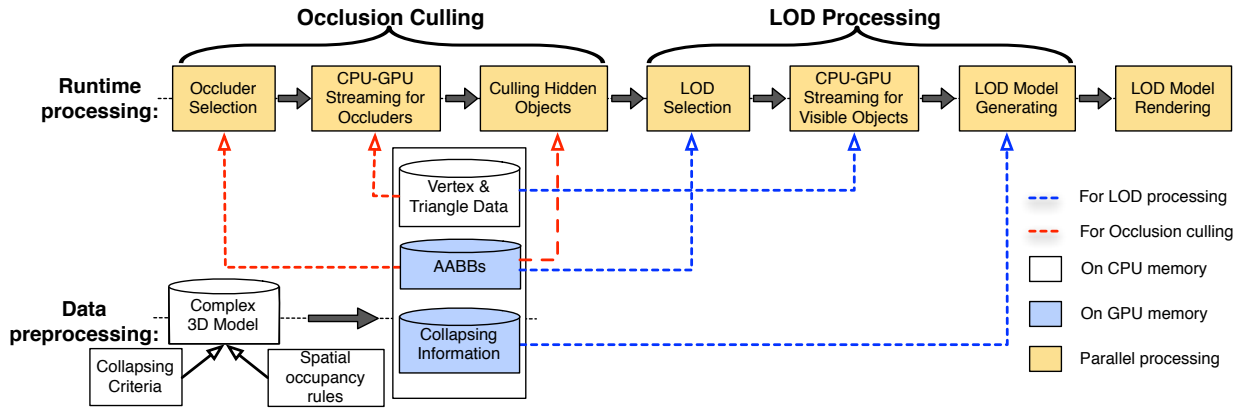 Occlusion Culling
LOD Processing
Runtime
processing:
Occluder
Selection
CPU-GPU
Streaming for
Occluders
Culling Hidden
Objects
LOD
Selection
CPU-GPU
Streaming for
Visible Objects
LOD Model
Generating
LOD Model
Rendering
Vertex &
Triangle Data
AABBs
Collapsing
Information
Data
preprocessing:
Complex
3D Model
Collapsing
Criteria
Spatial
occupancy
rules
For LOD processing
For Occlusion culling
On CPU memory
On GPU memory
Parallel processing